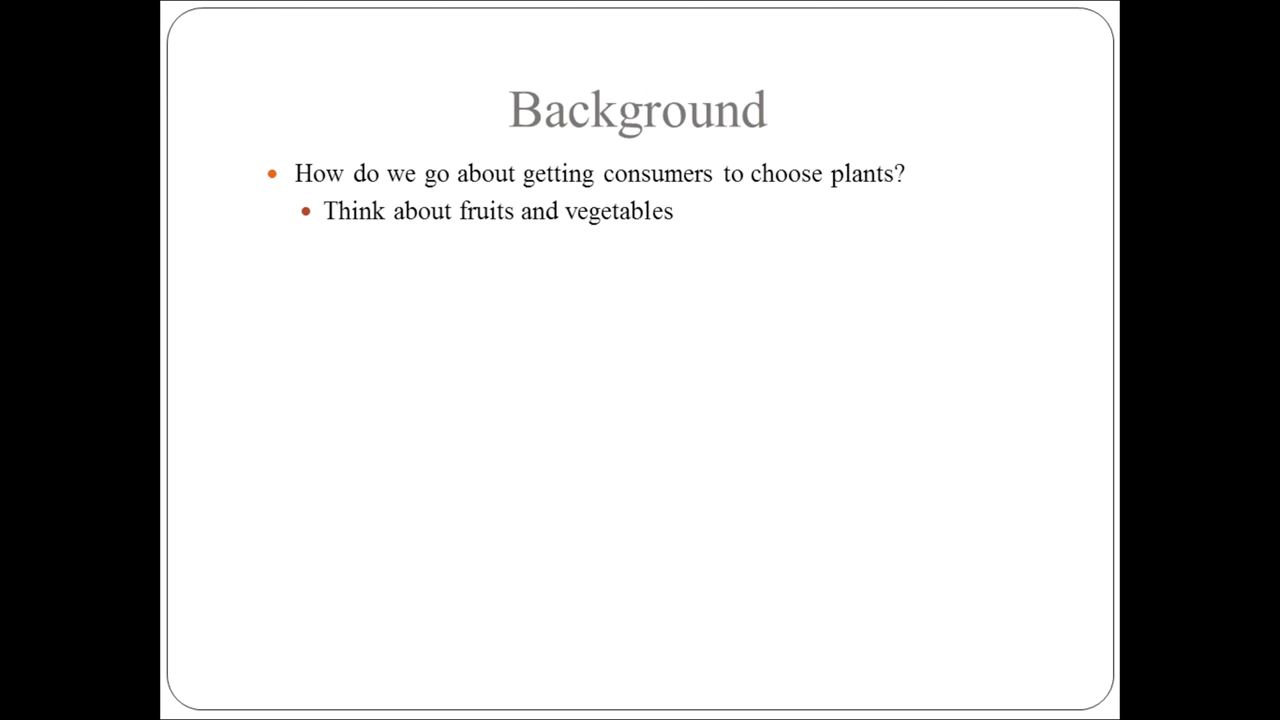 Background
How do we go about getting consumers to choose plants?
Think about fruits and vegetables